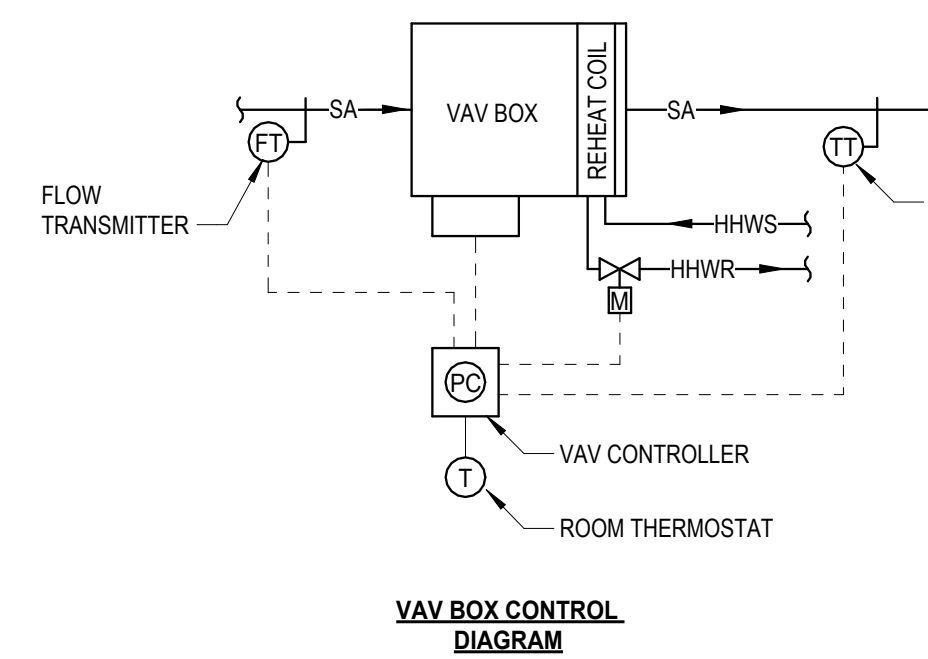 SA
VAV BOX
REHEAT COIL
SA
FT
TT
FLOW
TRANSMITTER
HHWS
HHWR
M
PC
VAV CONTROLLER
T
ROOM THERMOSTAT
VAV BOX CONTROL
DIAGRAM